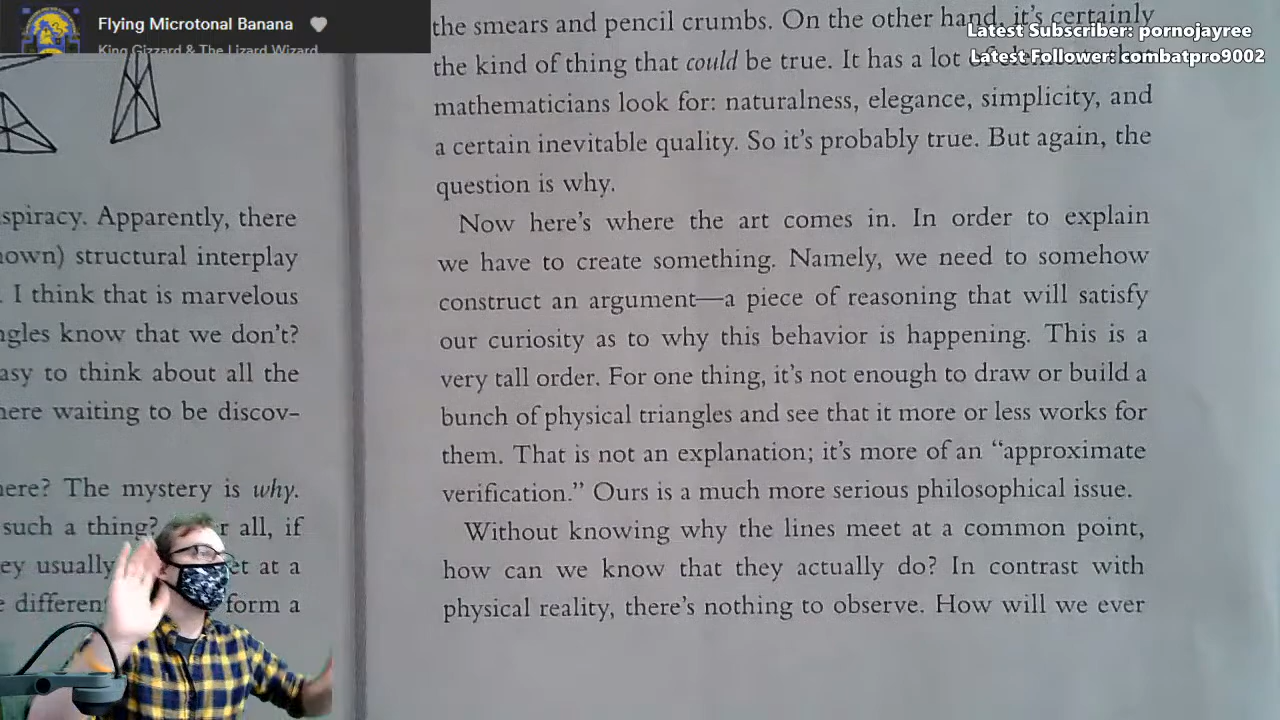 Flying Microtonal Banana
King Gizzard & The Lizard Wizard
Latest Subscriber: pornojayree
Latest Follower: combatpro9002
spiracy. Apparently, there
own) structural interplay
I think that is marvelous
ngles know that we don't?
asy to think about all the
here waiting to be discov-
here? The mystery is why.
such a thing? r all, if
ey usually et at a
e differen form a
the smears and pencil crumbs. On the other hand, it's certainly
the kind of thing that could be true. It has a lot of that
mathematicians look for: naturalness, elegance, simplicity, and
a certain inevitable quality. So it's probably true. But again, the
question is why.
Now here's where the art comes in. In order to explain
we have to create something. Namely, we need to somehow
construct an argument—a piece of reasoning that will satisfy
our curiosity as to why this behavior is happening. This is a
very tall order. For one thing, it's not enough to draw or build a
bunch of physical triangles and see that it more or less works for
them. That is not an explanation; it's more of an “approximate
verification.” Ours is a much more serious philosophical issue.
Without knowing why the lines meet at a common point,
how can we know that they actually do? In contrast with
physical reality, there's nothing to observe. How will we ever